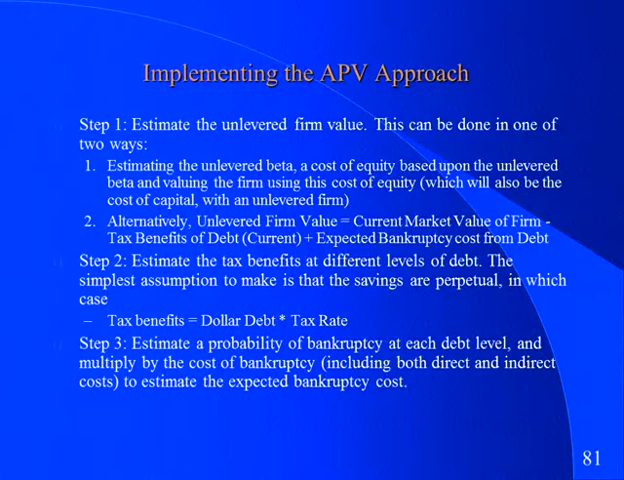 Implementing the APV Approach
Step 1: Estimate the unlevered firm value. This can be done in one of
two ways:
1. Estimating the unlevered beta, a cost of equity based upon the unlevered
beta and valuing the firm using this cost of equity (which will also be the
cost of capital, with an unlevered firm)
2. Alternatively, Unlevered Firm Value = Current Market Value of Firm -
Tax Benefits of Debt (Current) + Expected Bankruptcy cost from Debt
Step 2: Estimate the tax benefits at different levels of debt. The
simplest assumption to make is that the savings are perpetual, in which
case
– Tax benefits = Dollar Debt * Tax Rate
Step 3: Estimate a probability of bankruptcy at each debt level, and
multiply by the cost of bankruptcy (including both direct and indirect
costs) to estimate the expected bankruptcy cost.
81